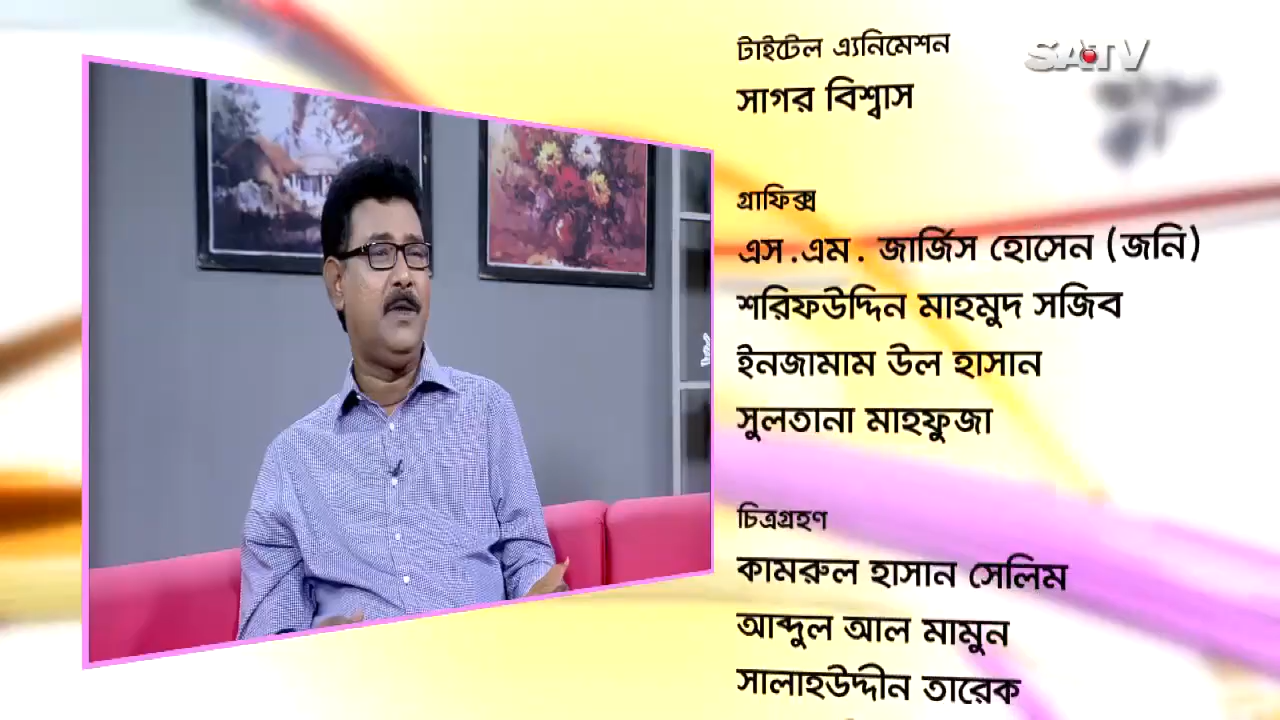 টাইটেল এ্যনিমেশন
SATV
সাগর বিশ্বাস
গ্রাফিক্স
এস.এম. জার্জিস হোসেন (জনি)
শরিফউদ্দিন মাহমুদ সজিব
ইনজামাম উল হাসান
সুলতানা মাহফুজা
চিত্রগ্রহণ
কামরুল হাসান সেলিম
আব্দুল আল মামুন
সালাহউদ্দীন তারেক